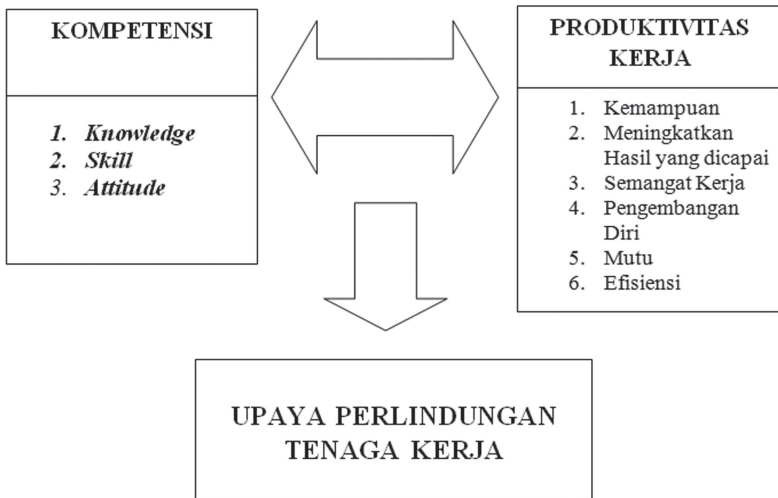 KOMPETENSI
1. Knowledge
2. Skill
3. Attitude
PRODUKTIVITAS
KERJA
1. Kemampuan
2. Meningkatkan
Hasil yang dicapai
3. Semangat Kerja
4. Pengembangan
Diri
5. Mutu
6. Efisiensi
UPAYA PERLINDUNGAN
TENAGA KERJA